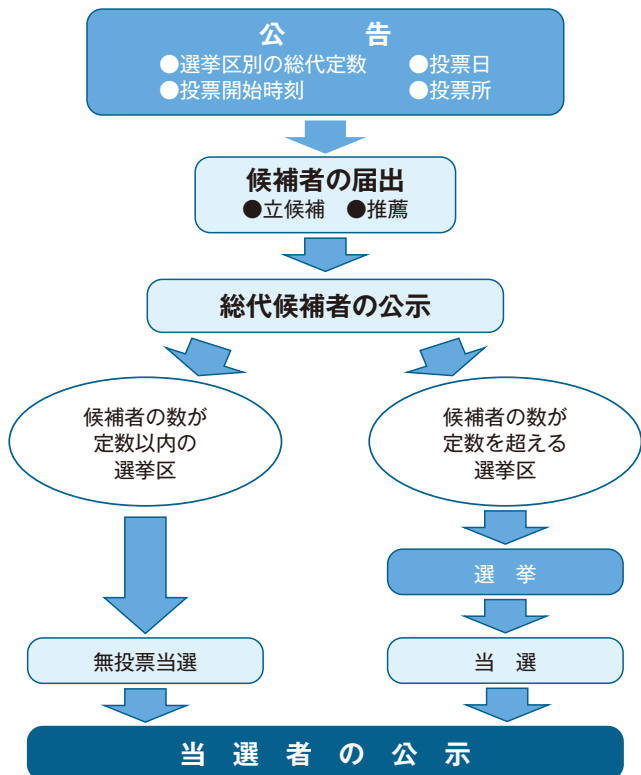 公　告
●選挙区別の総代定数　●投票日
●投票開始時刻　●投票所
候補者の届出
●立候補　●推薦
総代候補者の公示
候補者の数が
定数以内の
選挙区
候補者の数が
定数を超える
選挙区
選　挙
無投票当選
当　選
当選者の公示